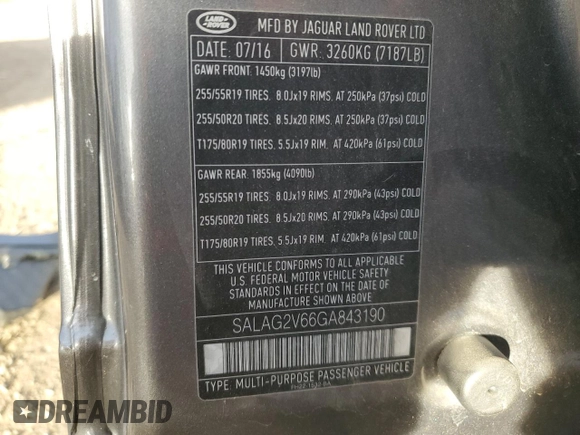 LAND ROVER
MFD BY JAGUAR LAND ROVER LTD
DATE: 07/16 GWR: 3260KG (7187LB)
GAWR FRONT: 1450kg (3197lb)
255/55R19 TIRES. 8.0Jx19 RIMS. AT 250kPa (37psi) COLD
255/50R20 TIRES. 8.5Jx20 RIMS. AT 250kPa (37psi) COLD
T175/80R19 TIRES. 5.5Jx19 RIM. AT 420kPa (61psi) COLD
GAWR REAR: 1855kg (4090lb)
255/55R19 TIRES. 8.0Jx19 RIMS. AT 290kPa (43psi) COLD
255/50R20 TIRES. 8.5Jx20 RIMS. AT 290kPa (43psi) COLD
T175/80R19 TIRES. 5.5Jx19 RIM. AT 420kPa (61psi) COLD
THIS VEHICLE CONFORMS TO ALL APPLICABLE
U.S. FEDERAL MOTOR VEHICLE SAFETY
STANDARDS IN EFFECT ON THE DATE OF
MANUFACTURE SHOWN ABOVE.
SALAG2V66GA843190
TYPE: MULTI-PURPOSE PASSENGER VEHICLE
DREAMBID